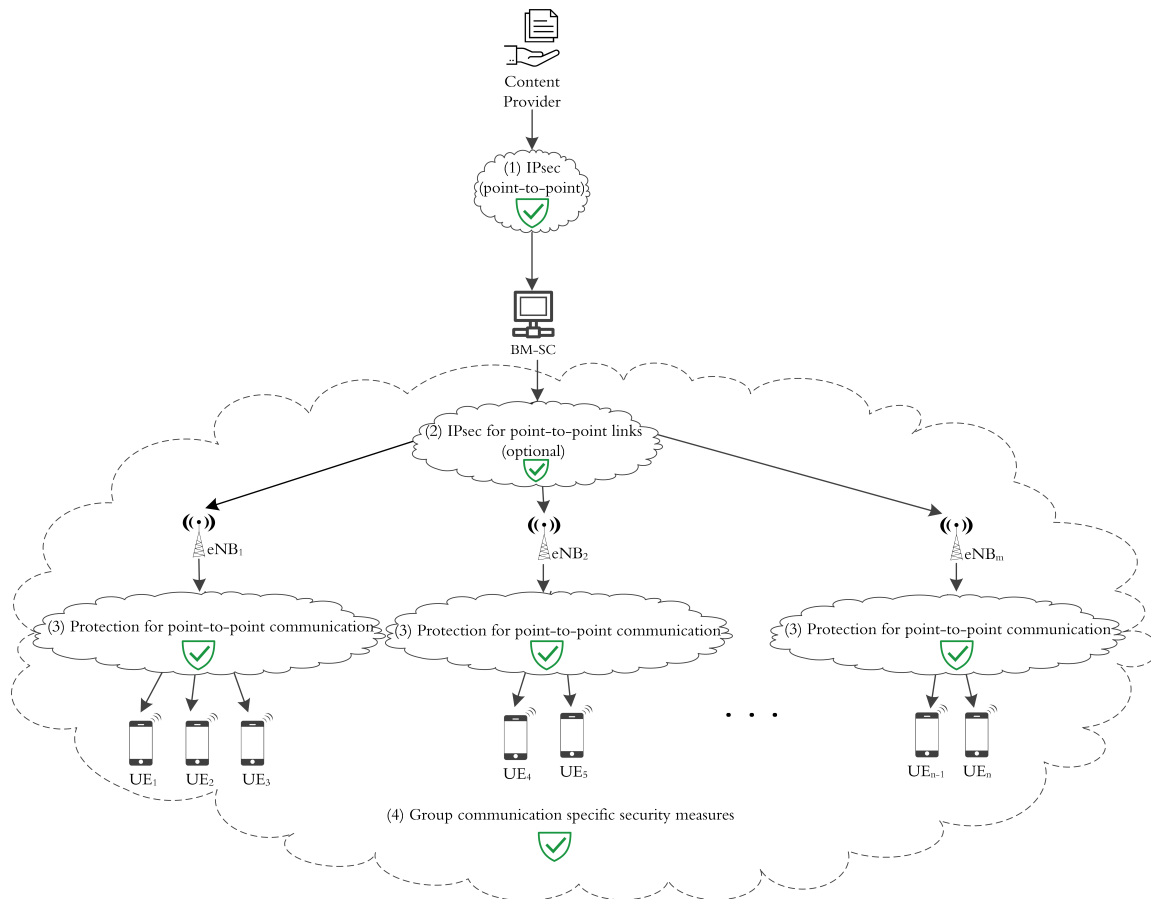 Content
Provider
(1) IPsec
(point-to-point)
BM-SC
(2) IPsec for point-to-point links
(optional)
eNB₁
eNB₂
eNBₘ
(3) Protection for point-to-point communication
(3) Protection for point-to-point communication
(3) Protection for point-to-point communication
. . .
UE₁
UE₂
UE₃
UE₄
UE₅
UEₙ₋₁
UEₙ
(4) Group communication specific security measures